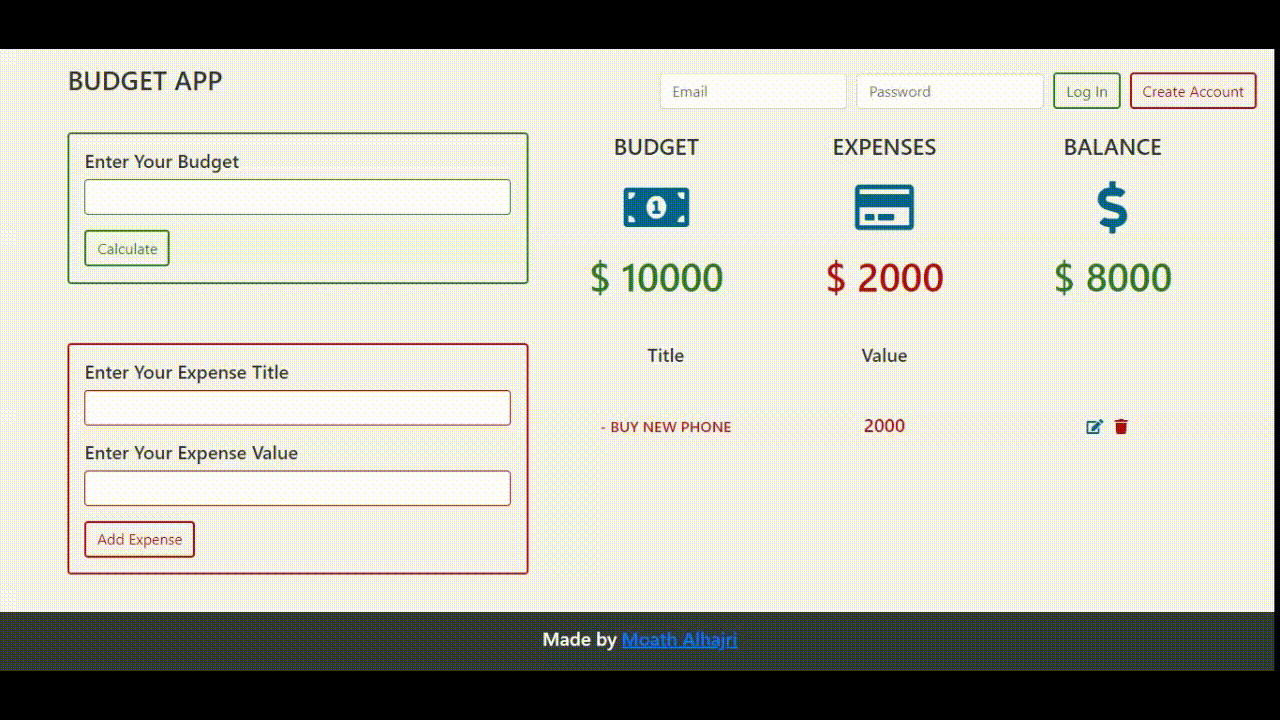 BUDGET APP
Email
Password
Log In
Create Account
Enter Your Budget
Calculate
BUDGET
EXPENSES
BALANCE
1
$ 10000
$ 2000
$ 8000
Enter Your Expense Title
Enter Your Expense Value
Add Expense
Title
Value
- BUY NEW PHONE
2000
Made by Moath Alhajri